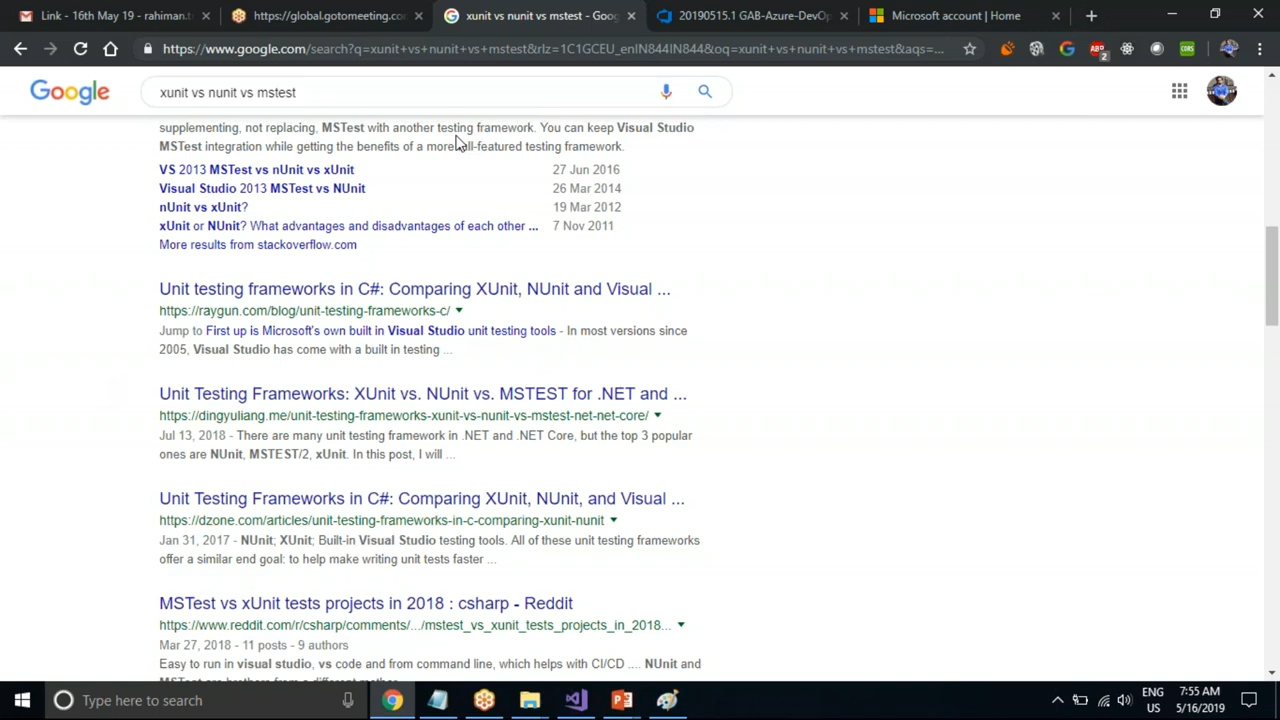 Link - 16th May 19 - rahiman.t
https://global.gotomeeting.co
xunit vs nunit vs mstest - Goog
20190515.1 GAB-Azure-DevO
Microsoft account | Home
https://www.google.com/search?q=xunit+vs+nunit+vs+mstest&rlz=1C1GCEU_enIN844IN844&oq=xunit+vs+nunit+vs+mstest&aqs=...
ABP
2
CORS
Google
xunit vs nunit vs mstest
supplementing, not replacing, MSTest with another testing framework. You can keep Visual Studio
MSTest integration while getting the benefits of a more full-featured testing framework.
VS 2013 MSTest vs nUnit vs xUnit 27 Jun 2016
Visual Studio 2013 MSTest vs NUnit 26 Mar 2014
nUnit vs xUnit? 19 Mar 2012
xUnit or NUnit? What advantages and disadvantages of each other ... 7 Nov 2011
More results from stackoverflow.com
Unit testing frameworks in C#: Comparing XUnit, NUnit and Visual ...
https://raygun.com/blog/unit-testing-frameworks-c/
Jump to First up is Microsoft's own built in Visual Studio unit testing tools - In most versions since
2005, Visual Studio has come with a built in testing ...
Unit Testing Frameworks: XUnit vs. NUnit vs. MSTEST for .NET and ...
https://dingyuliang.me/unit-testing-frameworks-xunit-vs-nunit-vs-mstest-net-net-core/
Jul 13, 2018 - There are many unit testing framework in .NET and .NET Core, but the top 3 popular
ones are NUnit, MSTEST/2, xUnit. In this post, I will ...
Unit Testing Frameworks in C#: Comparing XUnit, NUnit, and Visual ...
https://dzone.com/articles/unit-testing-frameworks-in-c-comparing-xunit-nunit
Jan 31, 2017 - NUnit; XUnit; Built-in Visual Studio testing tools. All of these unit testing frameworks
offer a similar end goal: to help make writing unit tests faster ...
MSTest vs xUnit tests projects in 2018 : csharp - Reddit
https://www.reddit.com/r/csharp/comments/.../mstest_vs_xunit_tests_projects_in_2018...
Mar 27, 2018 - 11 posts - 9 authors
Easy to run in visual studio, vs code and from command line, which helps with CI/CD .... NUnit and
Type here to search
ENG
US
7:55 AM
5/16/2019